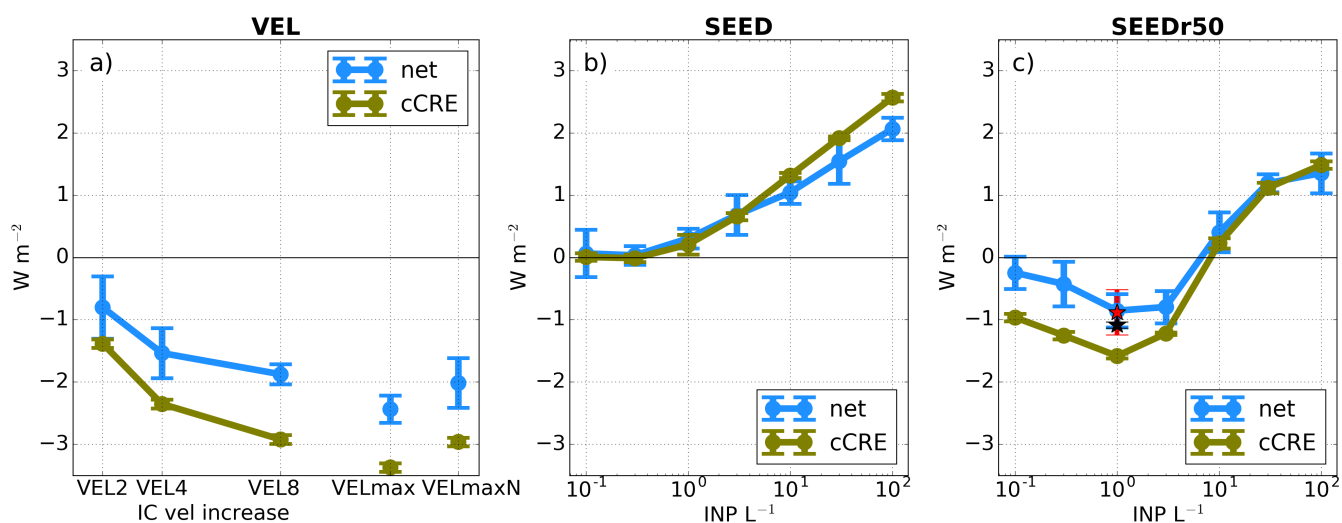 VEL
a)
net
cCRE
3
2
1
0
−1
−2
−3
W m−2
VEL2 VEL4 VEL8 VELmax VELmaxN
IC vel increase
SEED
b)
3
2
1
0
−1
−2
−3
W m−2
net
cCRE
10-1 100 101 102
INP L−1
SEEDr50
c)
3
2
1
0
−1
−2
−3
W m−2
net
cCRE
10-1 100 101 102
INP L−1